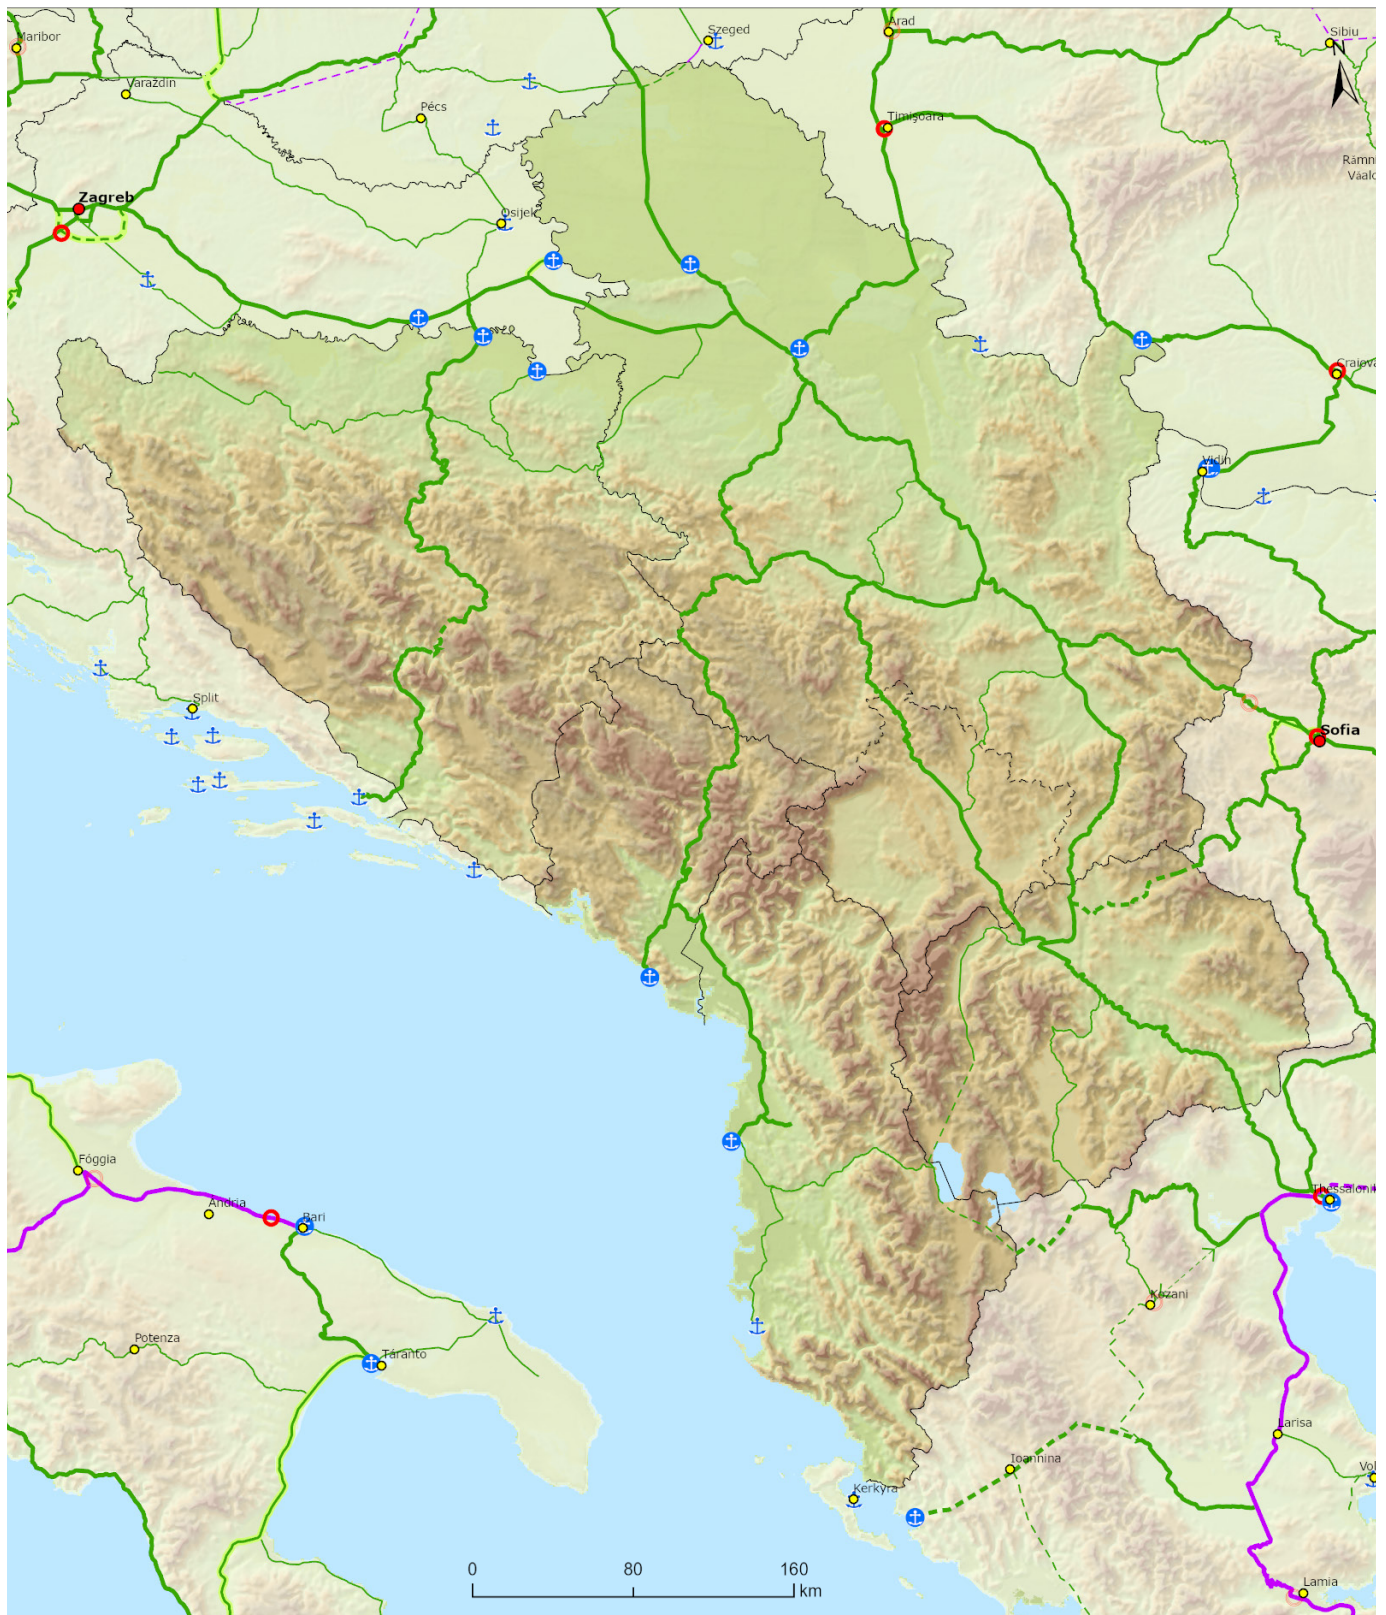 Maribor
Szeged
Arad
Sibiu
N
Varaždin
Pécs
Timişoara
Zagreb
Osijek
Craiova
Vidin
Split
Sofia
Fóggia
Andria
Bari
Thessaloniki
Kozani
Potenza
Táranto
Larisa
Ioannina
Kerkyra
0 80 160
km
Lamia